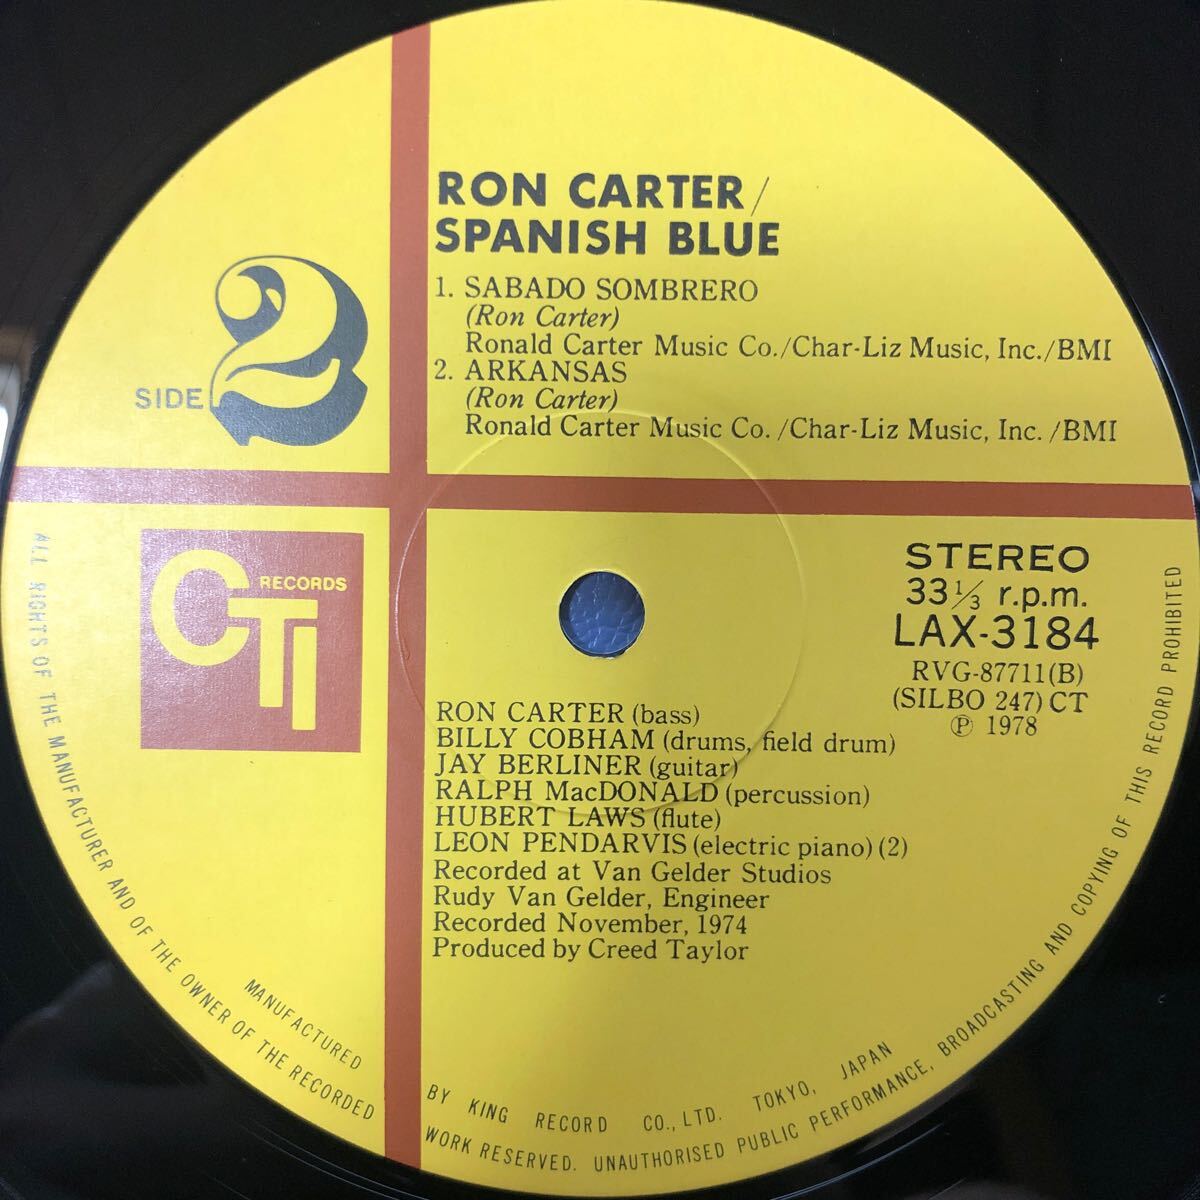 RON CARTER/
SPANISH BLUE
1. SABADO SOMBRERO
(Ron Carter)
Ronald Carter Music Co./Char-Liz Music, Inc./BMI
2. ARKANSAS
(Ron Carter)
Ronald Carter Music Co. /Char-Liz Music, Inc. /BMI
SIDE 2
CTI RECORDS
STEREO
33 1/3 r.p.m.
LAX-3184
RVG-87711(B)
(SILBO 247) CT
Ⓟ 1978
RON CARTER (bass)
BILLY COBHAM (drums, field drum)
JAY BERLINER (guitar)
RALPH MacDONALD (percussion)
HUBERT LAWS (flute)
LEON PENDARVIS (electric piano) (2)
Recorded at Van Gelder Studios
Rudy Van Gelder, Engineer
Recorded November, 1974
Produced by Creed Taylor
MANUFACTURED BY KING RECORD CO., LTD. TOKYO, JAPAN
ALL RIGHTS OF THE MANUFACTURER AND OF THE OWNER OF THE RECORDED WORK RESERVED. UNAUTHORISED PUBLIC PERFORMANCE, BROADCASTING AND COPYING OF THIS RECORD PROHIBITED